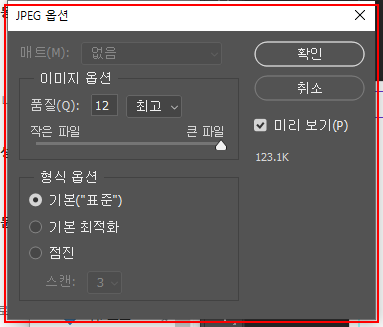 JPEG 옵션
매트(M): 없음
확인
이미지 옵션
품질(Q): 12 최고
취소
작은 파일 큰 파일
미리 보기(P)
123.1K
형식 옵션
기본("표준")
기본 최적화
점진
스캔: 3